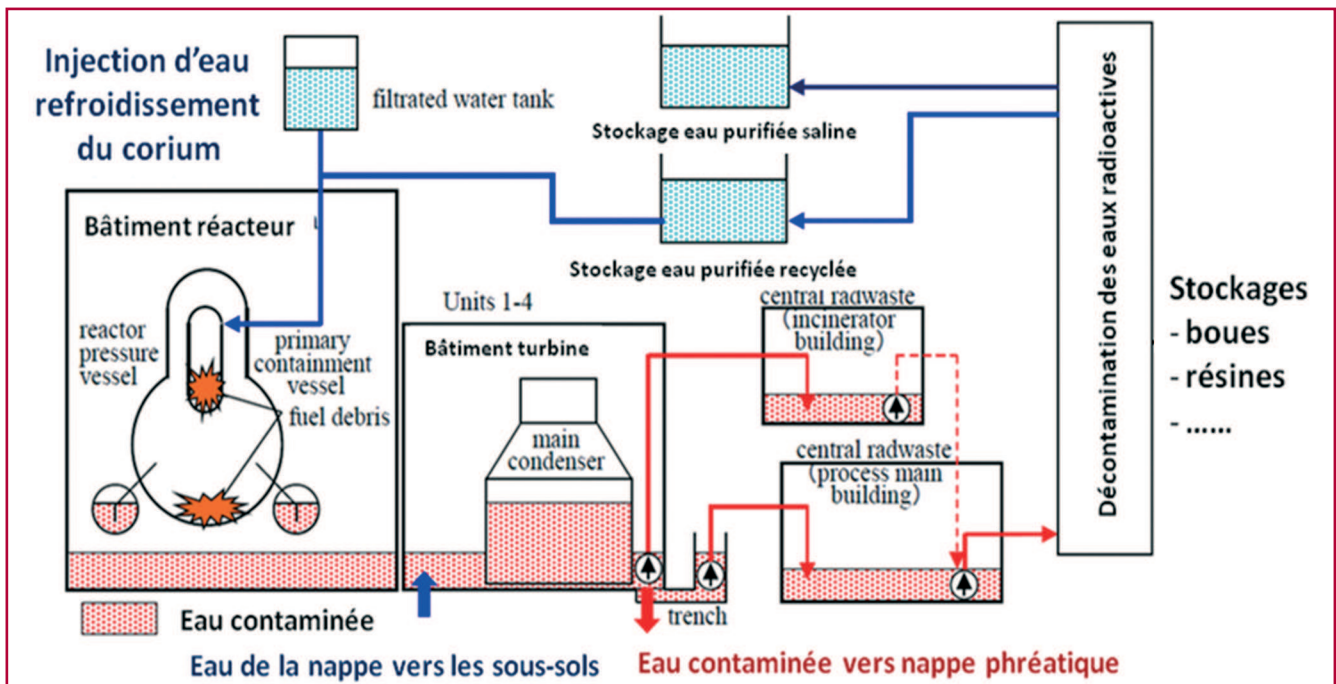 Injection d'eau
refroidissement
du corium
filtrated water tank
Stockage eau purifiée saline
Stockage eau purifiée recyclée
Décontamination des eaux radioactives
Stockages
- boues
- résines
- ......
Bâtiment réacteur
reactor
pressure
vessel
primary
containment
vessel
fuel debris
Units 1-4
Bâtiment turbine
main
condenser
central radwaste
(incinerator
building)
central radwaste
(process main
building)
trench
Eau contaminée
Eau de la nappe vers les sous-sols
Eau contaminée vers nappe phréatique